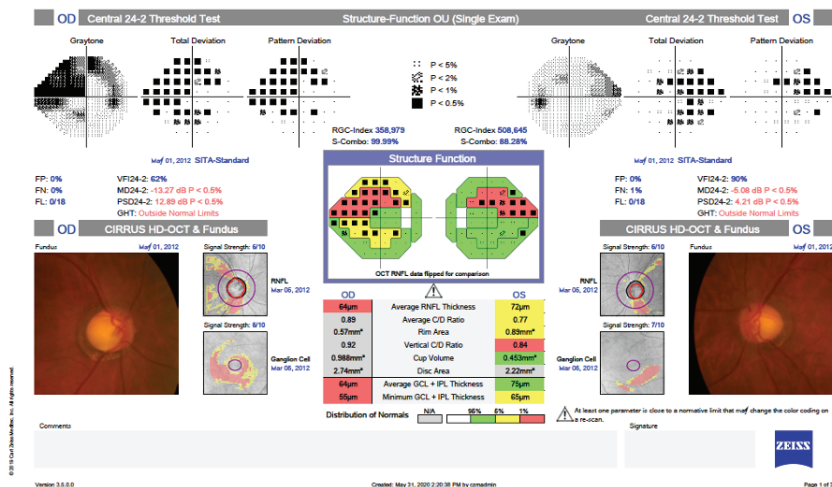 OD Central 24-2 Threshold Test Structure-Function OU (Single Exam) Central 24-2 Threshold Test OS
Graytone Total Deviation Pattern Deviation Graytone Total Deviation Pattern Deviation
P < 5%
P < 2%
P < 1%
P < 0.5%
RGC-Index 358,979 RGC-Index 508,645
S-Combo: 99.99% S-Combo: 88.28%
May 01, 2012 SITA-Standard
FP: 0% VFI24-2: 62%
FN: 0% MD24-2: -13.27 dB P < 0.5%
FL: 0/18 PSD24-2: 12.89 dB P < 0.5%
GHT: Outside Normal Limits
Structure Function
OCT RNFL data flipped for comparison
May 01, 2012 SITA-Standard
FP: 0% VFI24-2: 90%
FN: 1% MD24-2: -5.08 dB P < 0.5%
FL: 0/18 PSD24-2: 4.21 dB P < 0.5%
GHT: Outside Normal Limits
OD CIRRUS HD-OCT & Fundus
Fundus May 01, 2012 Signal Strength: 6/10
RNFL
Mar 05, 2012
Signal Strength: 6/10
Ganglion Cell
Mar 05, 2012
OD OS
64µm Average RNFL Thickness 72µm
0.89 Average C/D Ratio 0.77
0.57mm² Rim Area 0.89mm²
0.92 Vertical C/D Ratio 0.84
0.988mm³ Cup Volume 0.453mm³
2.74mm² Disc Area 2.22mm²
64µm Average GCL + IPL Thickness 75µm
55µm Minimum GCL + IPL Thickness 65µm
Distribution of Normals N/A 95% 5% 1%
CIRRUS HD-OCT & Fundus OS
Signal Strength: 6/10 Fundus May 01, 2012
RNFL
Mar 05, 2012
Signal Strength: 7/10
Ganglion Cell
Mar 05, 2012
At least one parameter is close to a normative limit that may change the color coding on
a re-scan.
Comments Signature
ZEISS
© 2019 Carl Zeiss Meditec, Inc. All rights reserved.
Version 3.5.0.0 Created: May 31, 2020 2:20:38 PM by czmadmin Page 1 of